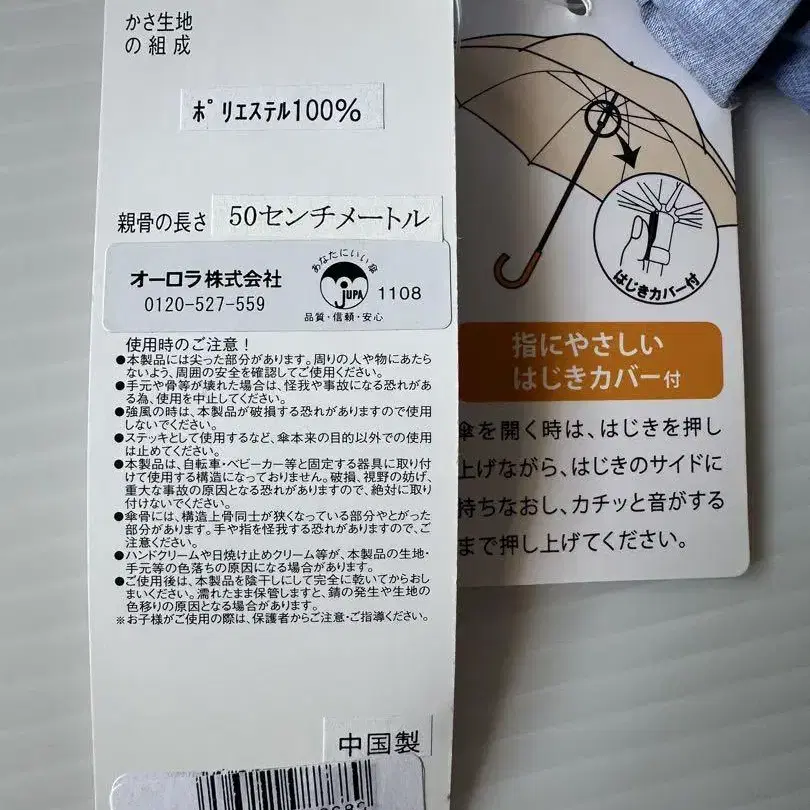 かさ生地
の組成
ポリエステル100%
親骨の長さ 50センチメートル
オーロラ株式会社
0120-527-559
あなたにいい傘
JUPA
1108
品質・信頼・安心
使用時のご注意！
●本製品には尖った部分があります。周りの人や物にあたら
ないよう、周囲の安全を確認してご使用ください。
●手元や骨等が壊れた場合は、怪我や事故になる恐れがあ
る為、使用を中止してください。
●強風の時は、本製品が破損する恐れがありますので使用
しないでください。
●ステッキとして使用するなど、傘本来の目的以外での使用
は止めてください。
●本製品は、自転車・ベビーカー等と固定する器具に取り付
けて使用する構造になっておりません。破損、視野の妨げ、
重大な事故の原因となる恐れがありますので、絶対に取り
付けないでください。
●傘骨には、構造上骨同士が狭くなっている部分やとがった
部分があります。手や指を怪我する恐れがありますので、ご
注意ください。
●ハンドクリームや日焼け止めクリーム等が、本製品の生地・
手元等の色落ちの原因になる場合があります。
●ご使用後は、本製品を陰干しにして完全に乾いてからおし
まいください。濡れたまま保管しますと、錆の発生や生地の
色移りの原因となる場合があります。
※お子様がご使用の際は、保護者からご注意・ご指導ください。
中国製
はじきカバー付
指にやさしい
はじきカバー付
傘を開く時は、はじきを押し
上げながら、はじきのサイドに
持ちなおし、カチッと音がする
まで押し上げてください。